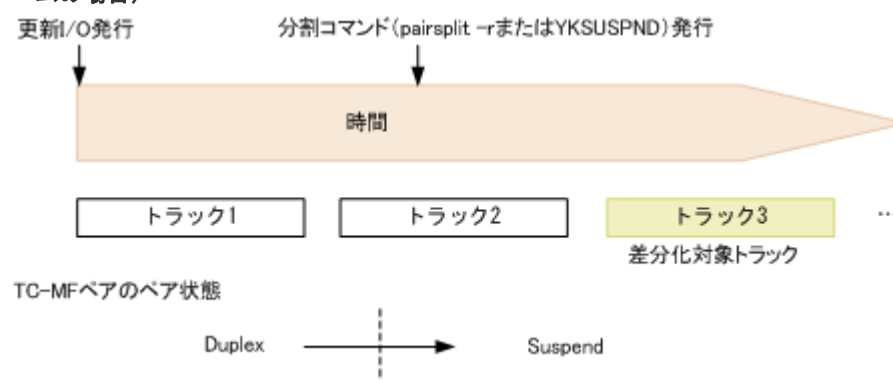 更新I/O発行
分割コマンド(pairsplit -rまたはYKSUSPND)発行
時間
トラック1
トラック2
トラック3
…
差分化対象トラック
TC-MFペアのペア状態
Duplex
Suspend